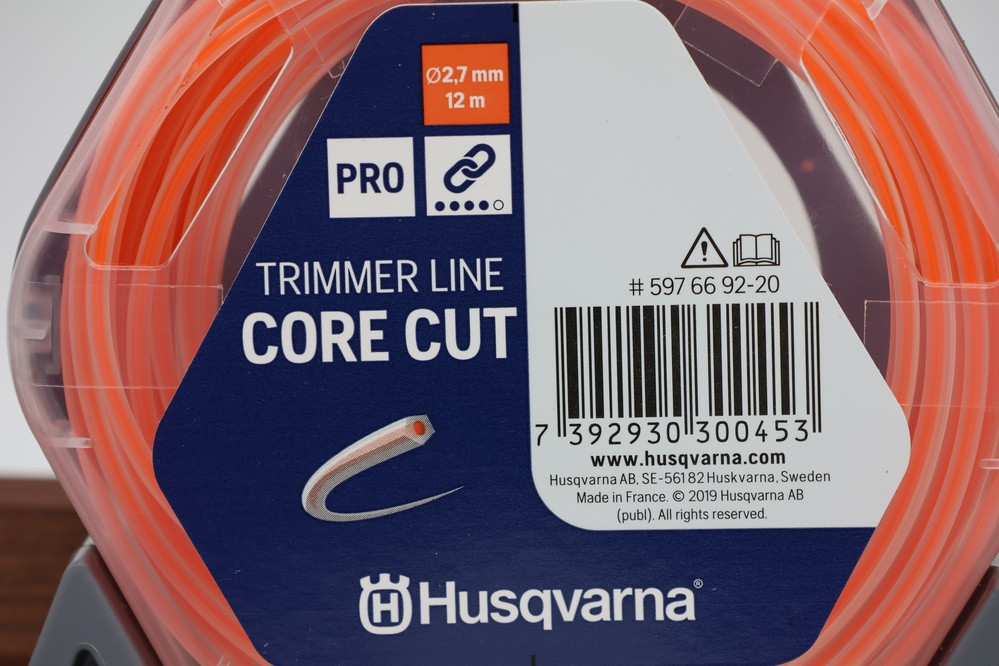 Ø2,7 mm
12 m
PRO
TRIMMER LINE
CORE CUT
# 597 66 92-20
7 392930 300453
www.husqvarna.com
Husqvarna AB, SE-561 82 Huskvarna, Sweden
Made in France. © 2019 Husqvarna AB
(publ). All rights reserved.
H Husqvarna®